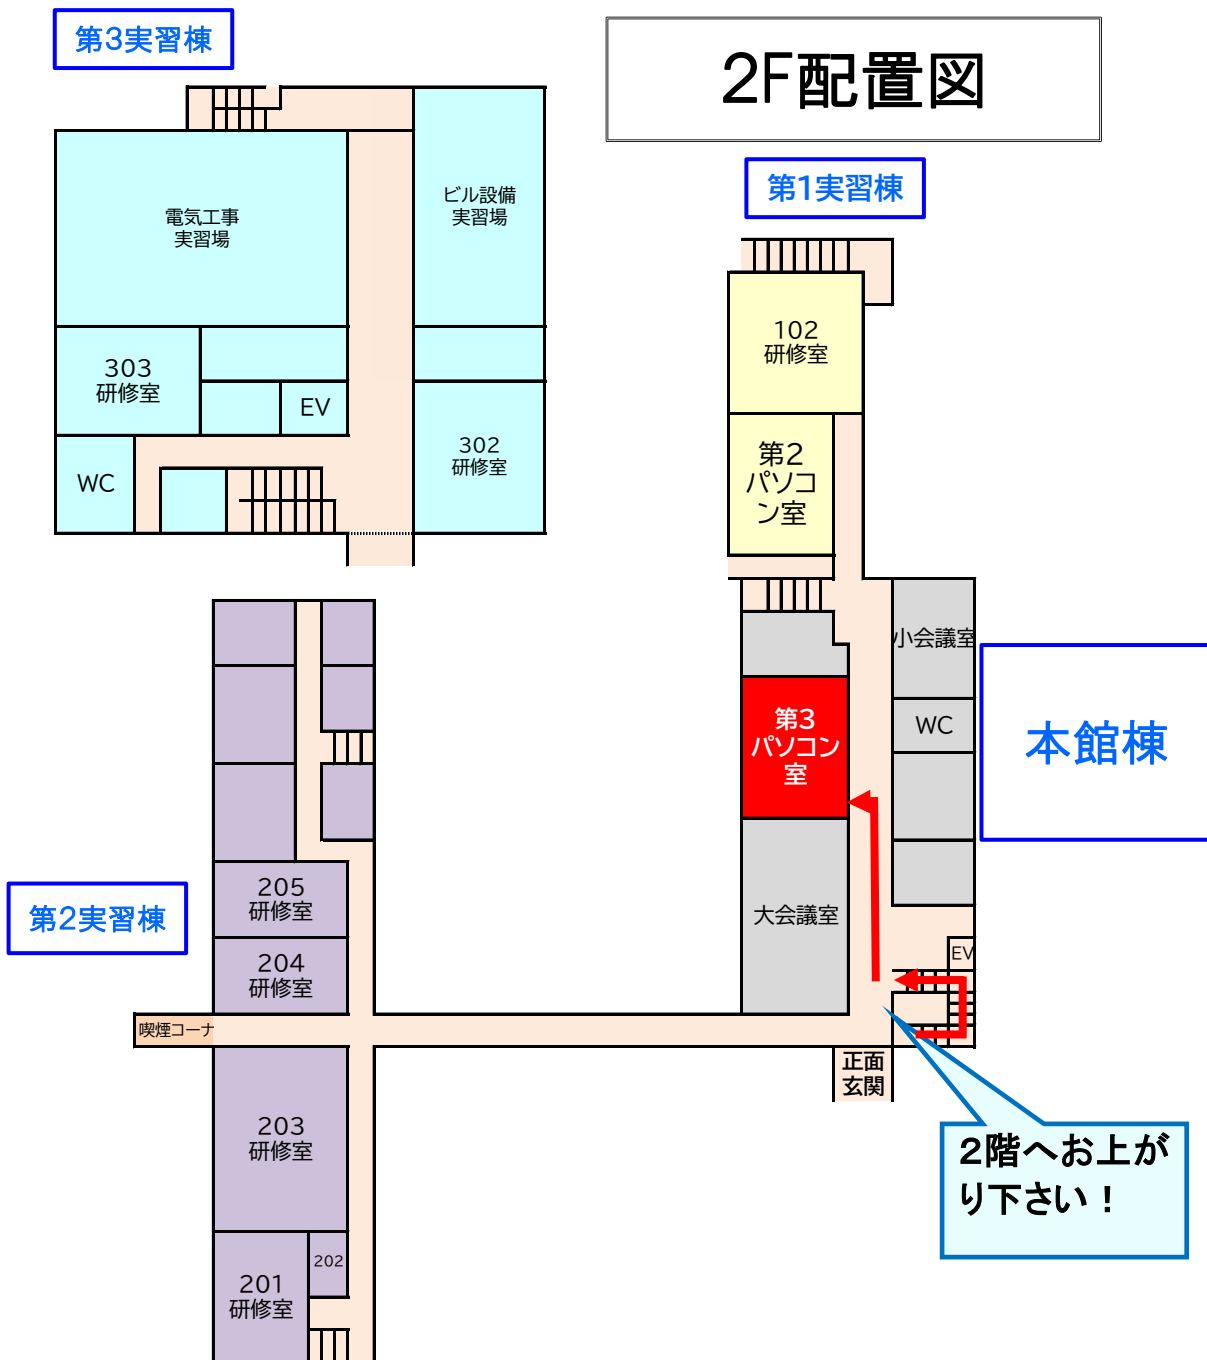 第3実習棟
2F配置図
第1実習棟
電気工事
実習場
ビル設備
実習場
303
研修室
EV
302
研修室
WC
102
研修室
第2
パソコ
ン室
小会議室
WC
本館棟
第3
パソコン
室
大会議室
EV
第2実習棟
205
研修室
204
研修室
喫煙コーナ
正面
玄関
203
研修室
2階へお上が
り下さい！
202
201
研修室